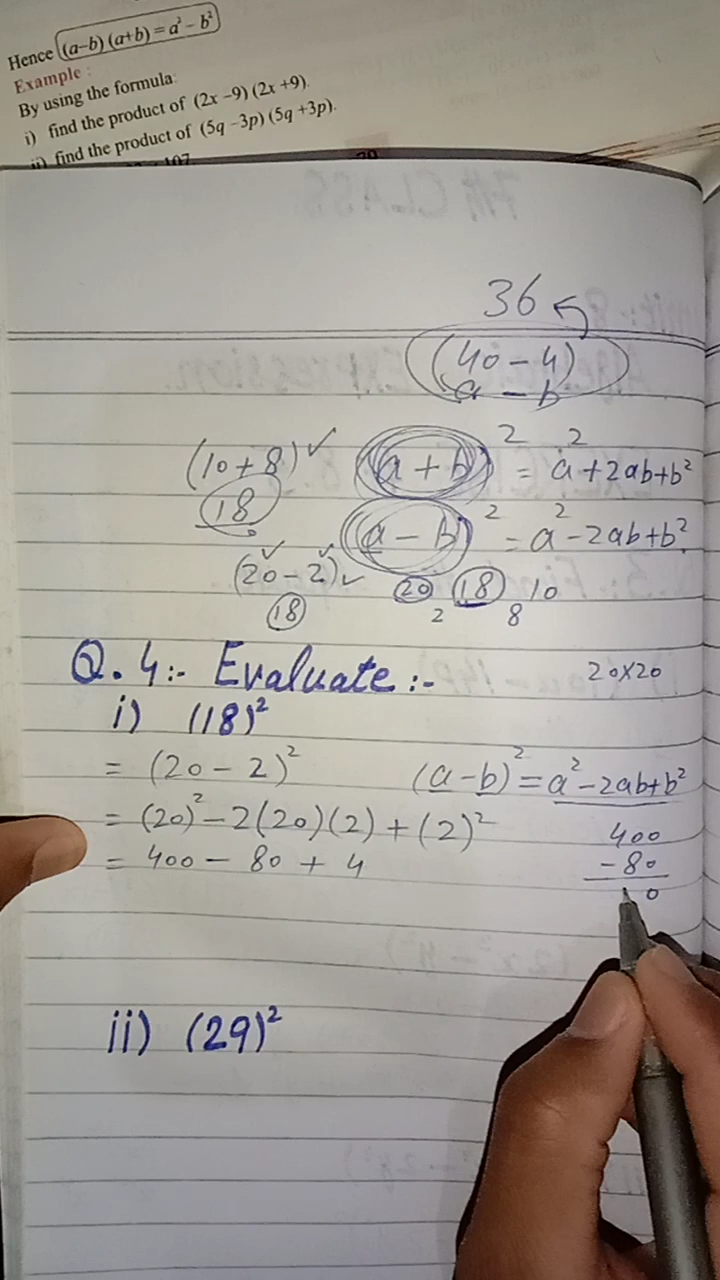 Hence (a–b) (a+b) = a² – b²
Example :
By using the formula:
i) find the product of (2x –9) (2x +9).
ii) find the product of (5q –3p) (5q +3p).
107
36
(40 – 4)
a – b
(10 + 8) ✓ (a + b)² = a² + 2ab + b²
18
(a – b)² = a² – 2ab + b²
(20 – 2) ✓ 20 18 10
18 2 8
Q. 4:- Evaluate :- 20×20
i) (18)²
= (20 – 2)² (a – b)² = a² – 2ab + b²
= (20)² – 2(20)(2) + (2)²
= 400 – 80 + 4
400
– 80
0
ii) (29)²